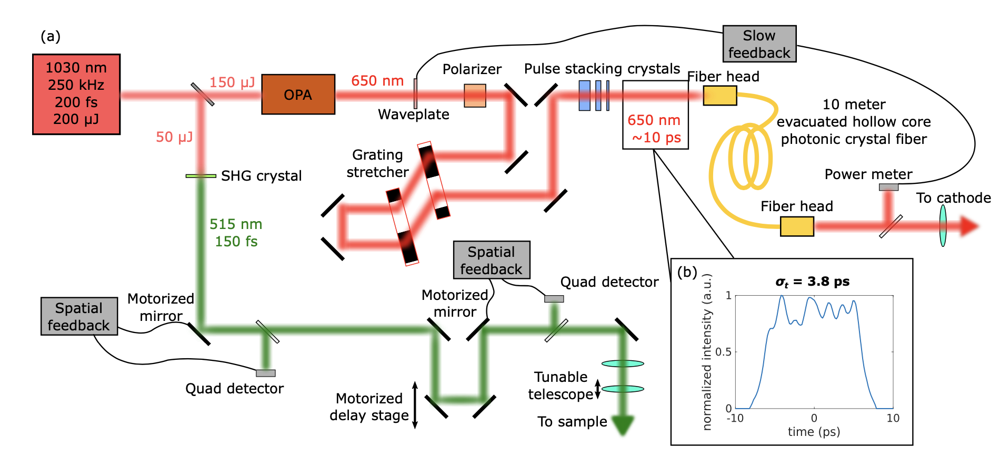 (a)
1030 nm
250 kHz
200 fs
200 µJ
150 µJ
OPA
650 nm
Waveplate
Polarizer
Pulse stacking crystals
650 nm
~10 ps
Fiber head
Slow
feedback
10 meter
evacuated hollow core
photonic crystal fiber
Power meter
To cathode
Fiber head
Grating
stretcher
50 µJ
SHG crystal
515 nm
150 fs
Spatial
feedback
Motorized
mirror
Quad detector
Motorized
delay stage
Motorized
mirror
Spatial
feedback
Quad detector
Tunable
telescope
To sample
(b)
σt = 3.8 ps
normalized intensity (a.u.)
1
0.5
0
-10
0
10
time (ps)